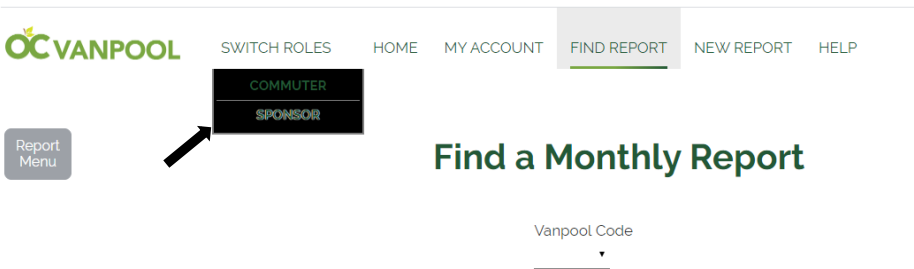 OC VANPOOL
SWITCH ROLES
HOME
MY ACCOUNT
FIND REPORT
NEW REPORT
HELP
COMMUTER
SPONSOR
Report
Menu
Find a Monthly Report
Vanpool Code